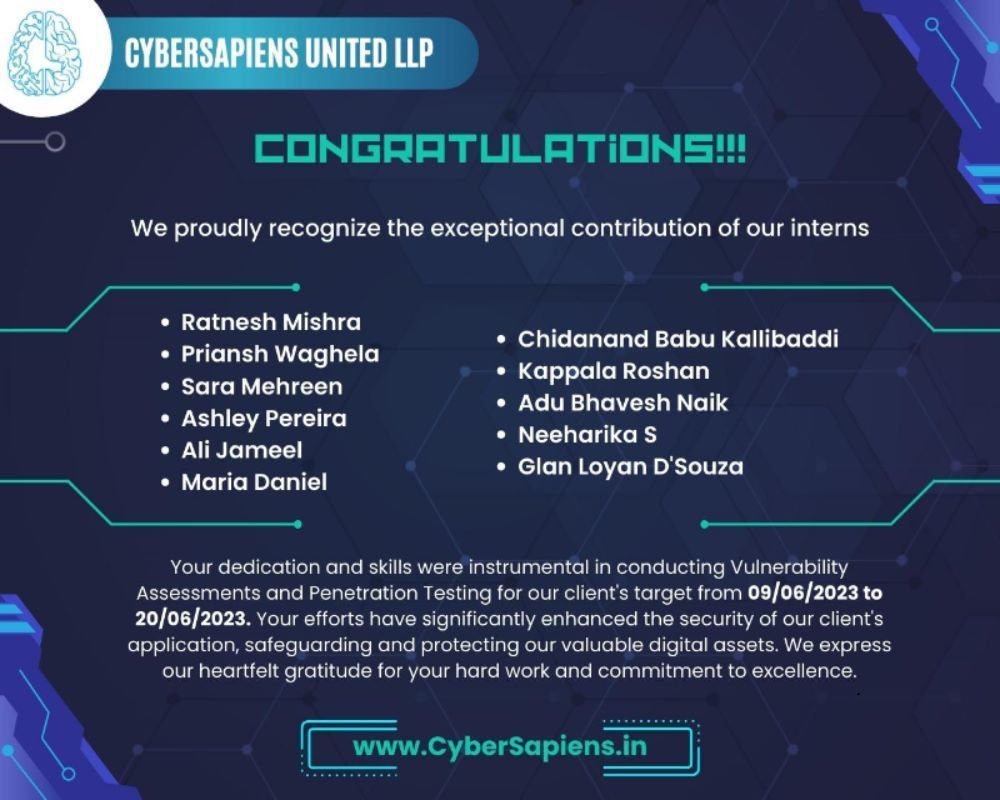 CYBERSAPIENS UNITED LLP
CONGRATULATIONS!!!
We proudly recognize the exceptional contribution of our interns
• Ratnesh Mishra
• Priansh Waghela
• Sara Mehreen
• Ashley Pereira
• Ali Jameel
• Maria Daniel
• Chidanand Babu Kallibaddi
• Kappala Roshan
• Adu Bhavesh Naik
• Neeharika S
• Glan Loyan D'Souza
Your dedication and skills were instrumental in conducting Vulnerability
Assessments and Penetration Testing for our client's target from 09/06/2023 to
20/06/2023. Your efforts have significantly enhanced the security of our client's
application, safeguarding and protecting our valuable digital assets. We express
our heartfelt gratitude for your hard work and commitment to excellence.
www.CyberSapiens.in